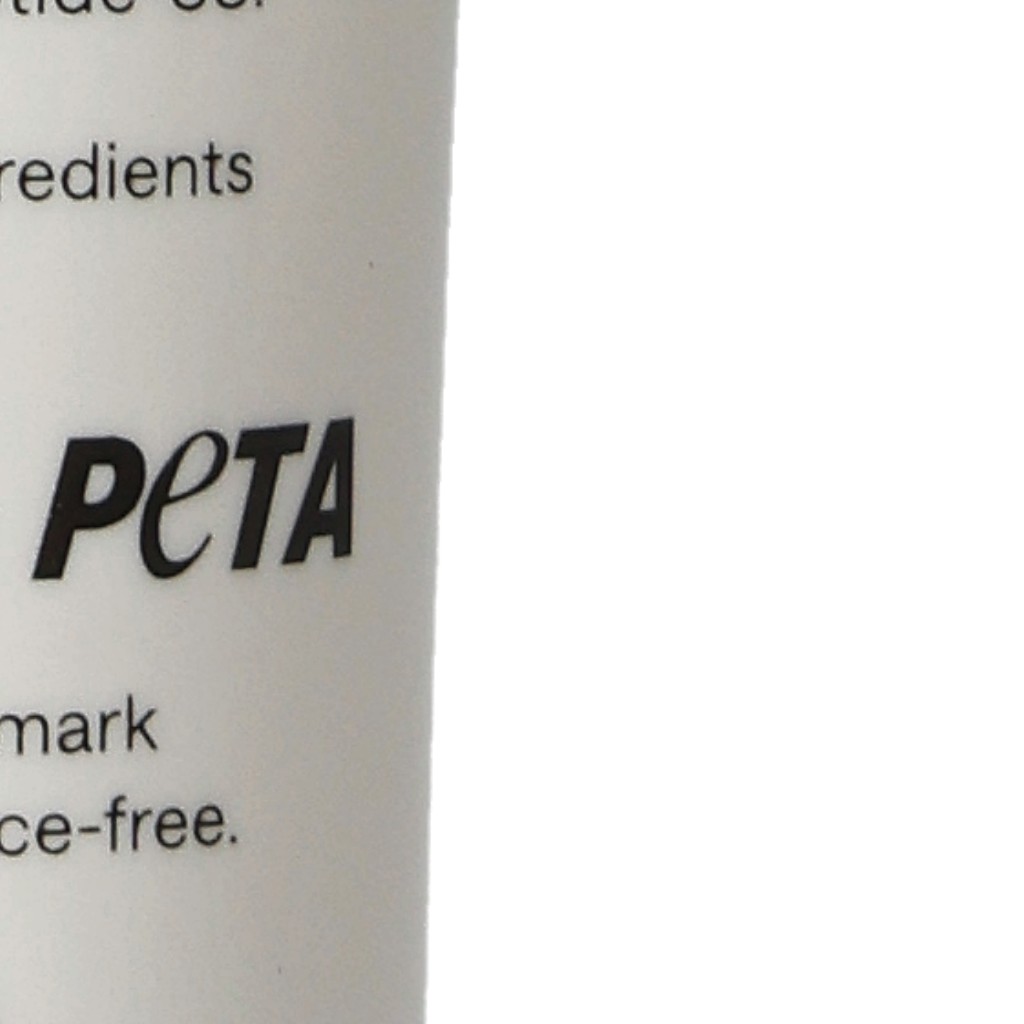 redients
PeTA
mark
ce-free.